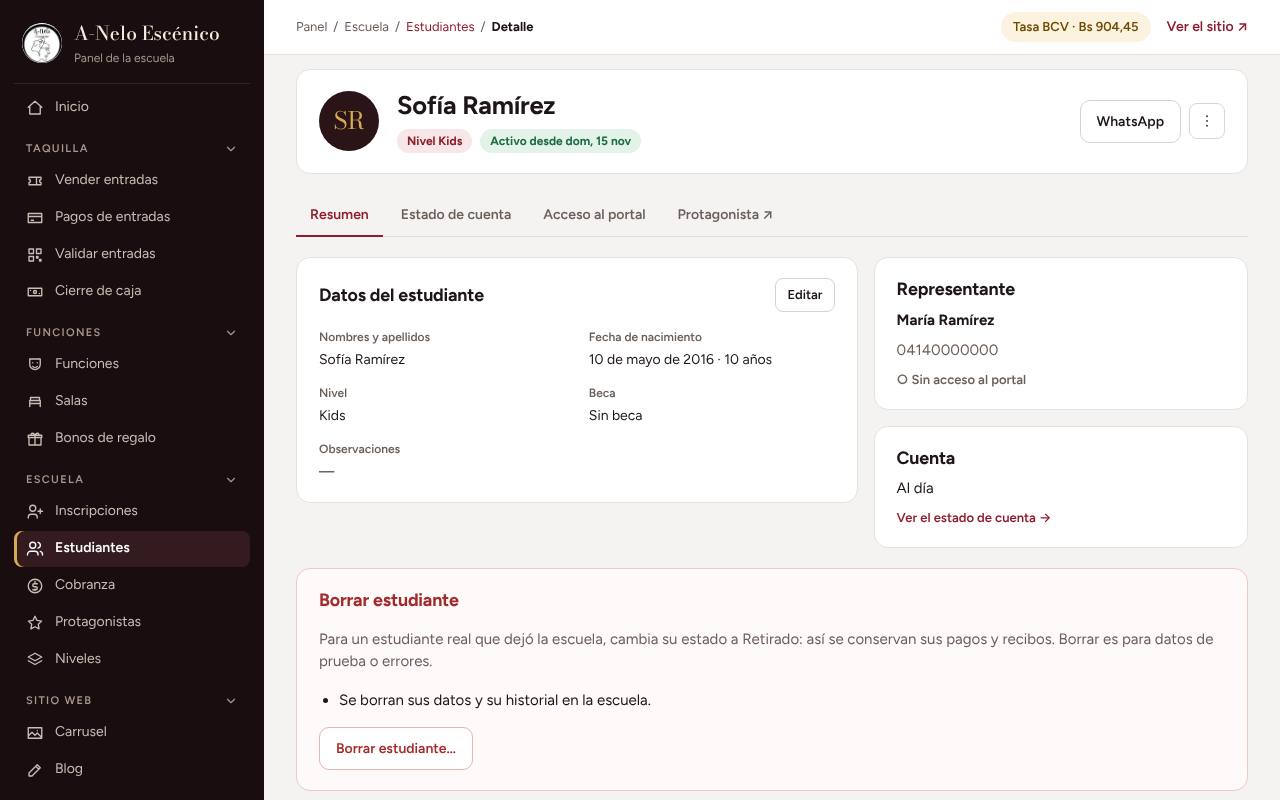 A-Nelo Escénico
Panel de la escuela
Inicio
TAQUILLA
Vender entradas
Pagos de entradas
Validar entradas
Cierre de caja
FUNCIONES
Funciones
Salas
Bonos de regalo
ESCUELA
Inscripciones
Estudiantes
Cobranza
Protagonistas
Niveles
SITIO WEB
Carrusel
Blog
Panel / Escuela / Estudiantes / Detalle
Tasa BCV · Bs 904,45
Ver el sitio ↗
SR
Sofía Ramírez
Nivel Kids
Activo desde dom, 15 nov
WhatsApp
Resumen
Estado de cuenta
Acceso al portal
Protagonista ↗
Datos del estudiante
Editar
Nombres y apellidos
Sofía Ramírez
Fecha de nacimiento
10 de mayo de 2016 · 10 años
Nivel
Kids
Beca
Sin beca
Observaciones
—
Representante
María Ramírez
04140000000
Sin acceso al portal
Cuenta
Al día
Ver el estado de cuenta →
Borrar estudiante
Para un estudiante real que dejó la escuela, cambia su estado a Retirado: así se conservan sus pagos y recibos. Borrar es para datos de
prueba o errores.
• Se borran sus datos y su historial en la escuela.
Borrar estudiante…